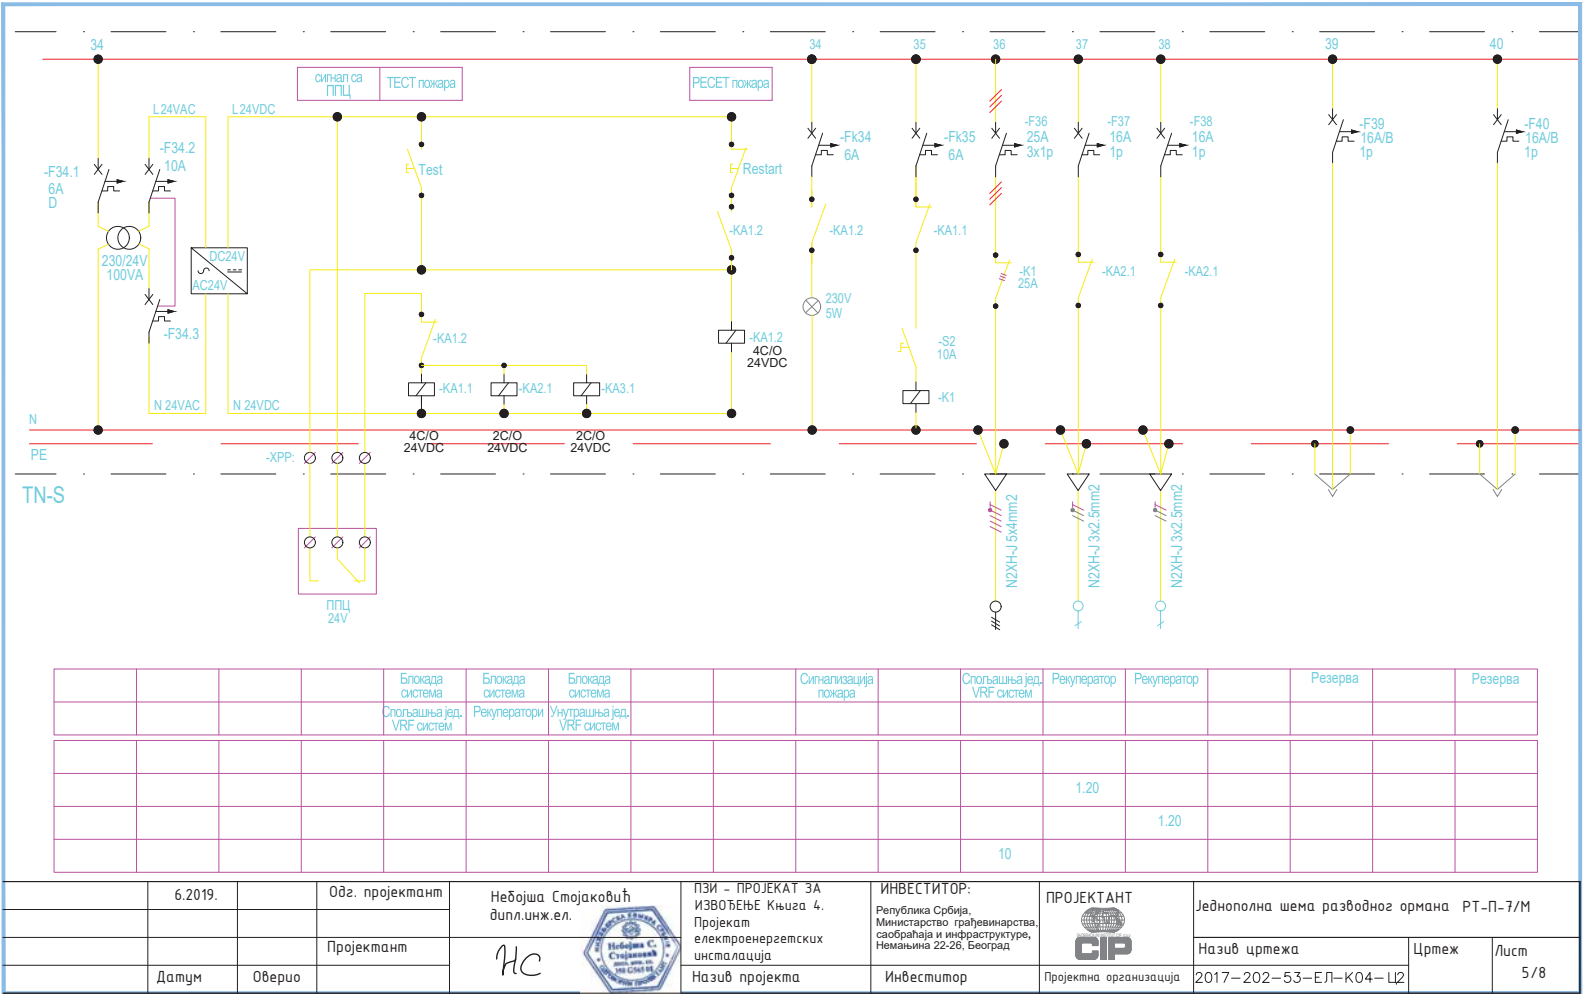 34
34
35
36
37
38
39
40
сигнал са
ППЦ
ТЕСТ пожара
РЕСЕТ пожара
L 24VAC
L 24VDC
-F34.1
6A
D
-F34.2
10A
Test
Restart
-Fk34
6A
-Fk35
6A
-F36
25A
3x1p
-F37
16A
1p
-F38
16A
1p
-F39
16A/B
1p
-F40
16A/B
1p
230/24V
100VA
DC24V
AC24V
-F34.3
-KA1.2
-KA1.2
-KA1.1
-K1
25A
-KA2.1
-KA2.1
230V
5W
-KA1.2
-KA1.2
4C/O
24VDC
-S2
10A
-KA1.1
-KA2.1
-KA3.1
-K1
N 24VAC
N 24VDC
N
4C/O
24VDC
2C/O
24VDC
2C/O
24VDC
PE
-XPP:
TN-S
N2XH-J 5x4mm2
N2XH-J 3x2.5mm2
N2XH-J 3x2.5mm2
ППЦ
24V
Блокада
система
Блокада
система
Блокада
система
Сигнализација
пожара
Спољашња јед.
VRF систем
Рекуператор
Рекуператор
Резерва
Резерва
Спољашња јед.
VRF систем
Рекуператори
Унутрашња јед.
VRF систем
1.20
1.20
10
6.2019.
Одг. пројектант
Пројектант
Датум
Оверио
Небојша Стојаковић
дипл.инж.ел.
НС
Небојша С.
Стојаковић
ПЗИ - ПРОЈЕКАТ ЗА
ИЗВОЂЕЊЕ Књига 4.
Пројекат
електроенергетских
инсталација
Назив пројекта
ИНВЕСТИТОР:
Република Србија,
Министарство грађевинарства,
саобраћаја и инфраструктуре,
Немањина 22-26, Београд
Инвеститор
ПРОЈЕКТАНТ
CIP
Пројектна организација
Једнополна шема разводног ормана РТ-П-7/М
Назив цртежа
Цртеж
Лист
2017-202-53-ЕЛ-К04-Ц2
5/8